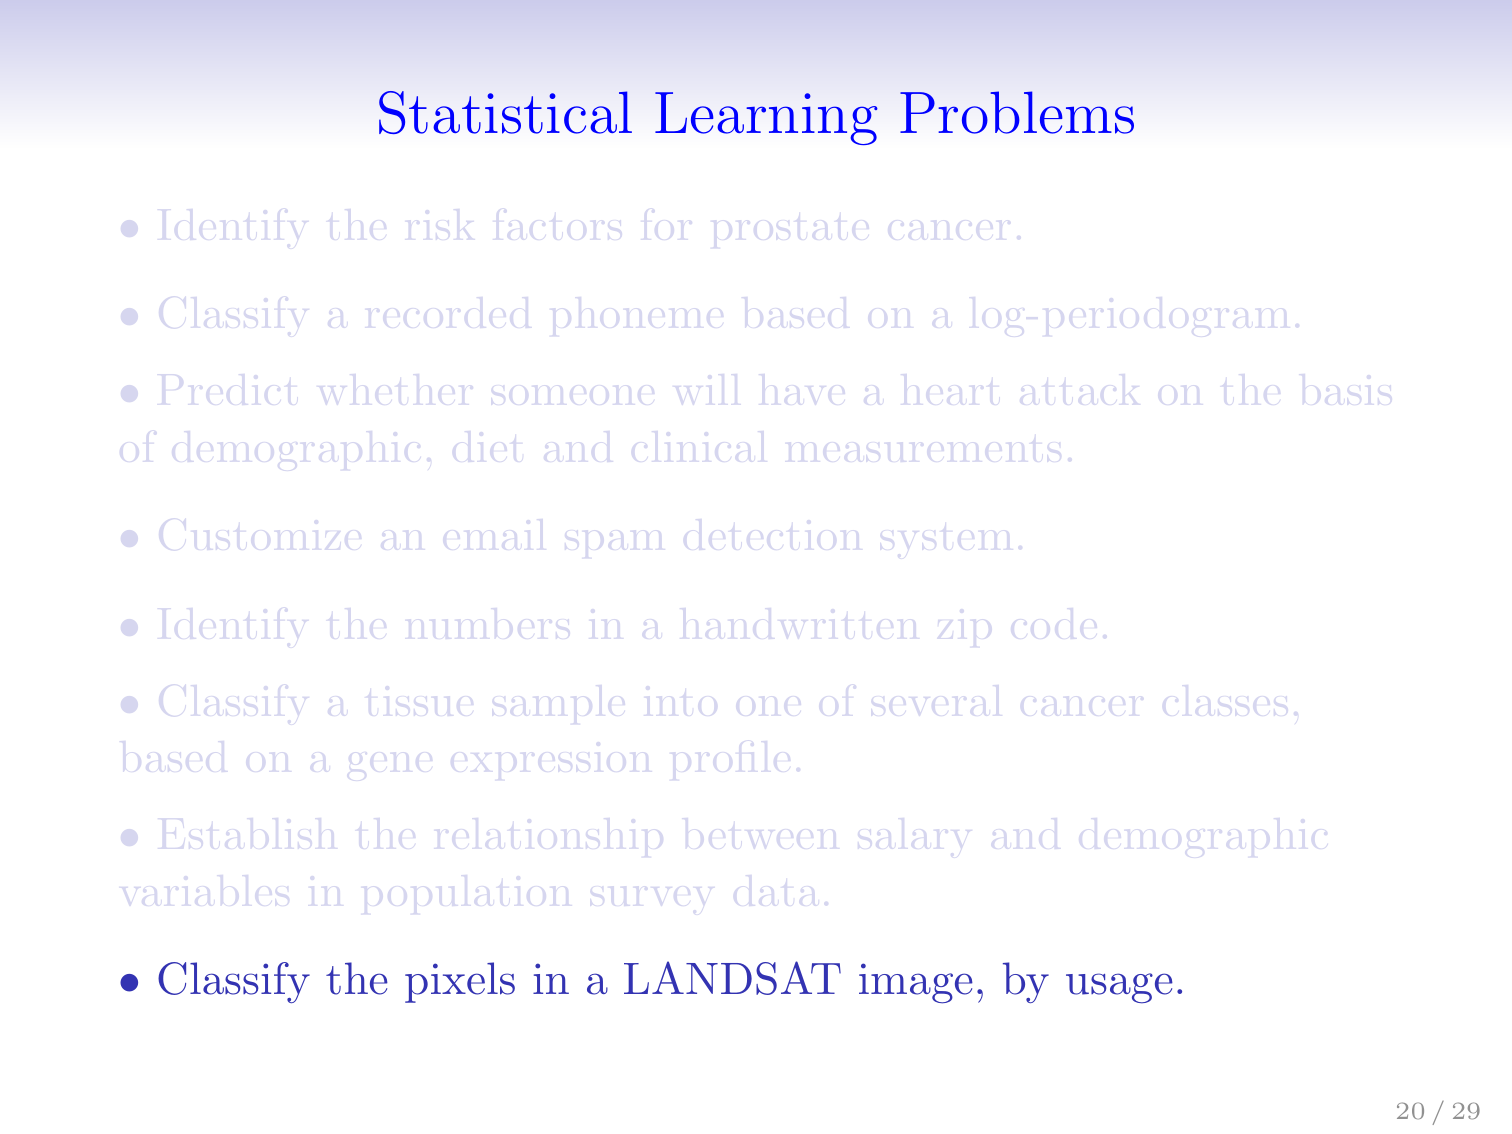 Statistical Learning Problems
• Identify the risk factors for prostate cancer.
• Classify a recorded phoneme based on a log-periodogram.
• Predict whether someone will have a heart attack on the basis
of demographic, diet and clinical measurements.
• Customize an email spam detection system.
• Identify the numbers in a handwritten zip code.
• Classify a tissue sample into one of several cancer classes,
based on a gene expression profile.
• Establish the relationship between salary and demographic
variables in population survey data.
• Classify the pixels in a LANDSAT image, by usage.
20 / 29